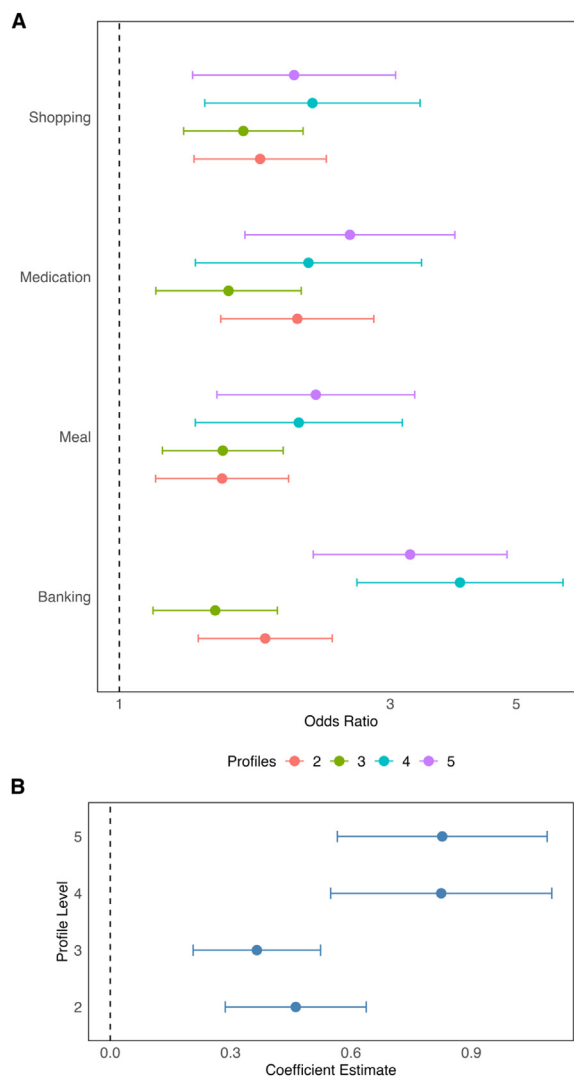 A
Shopping
Medication
Meal
Banking
1 3 5
Odds Ratio
Profiles 2 3 4 5
B
Profile Level
5
4
3
2
0.0 0.3 0.6 0.9
Coefficient Estimate